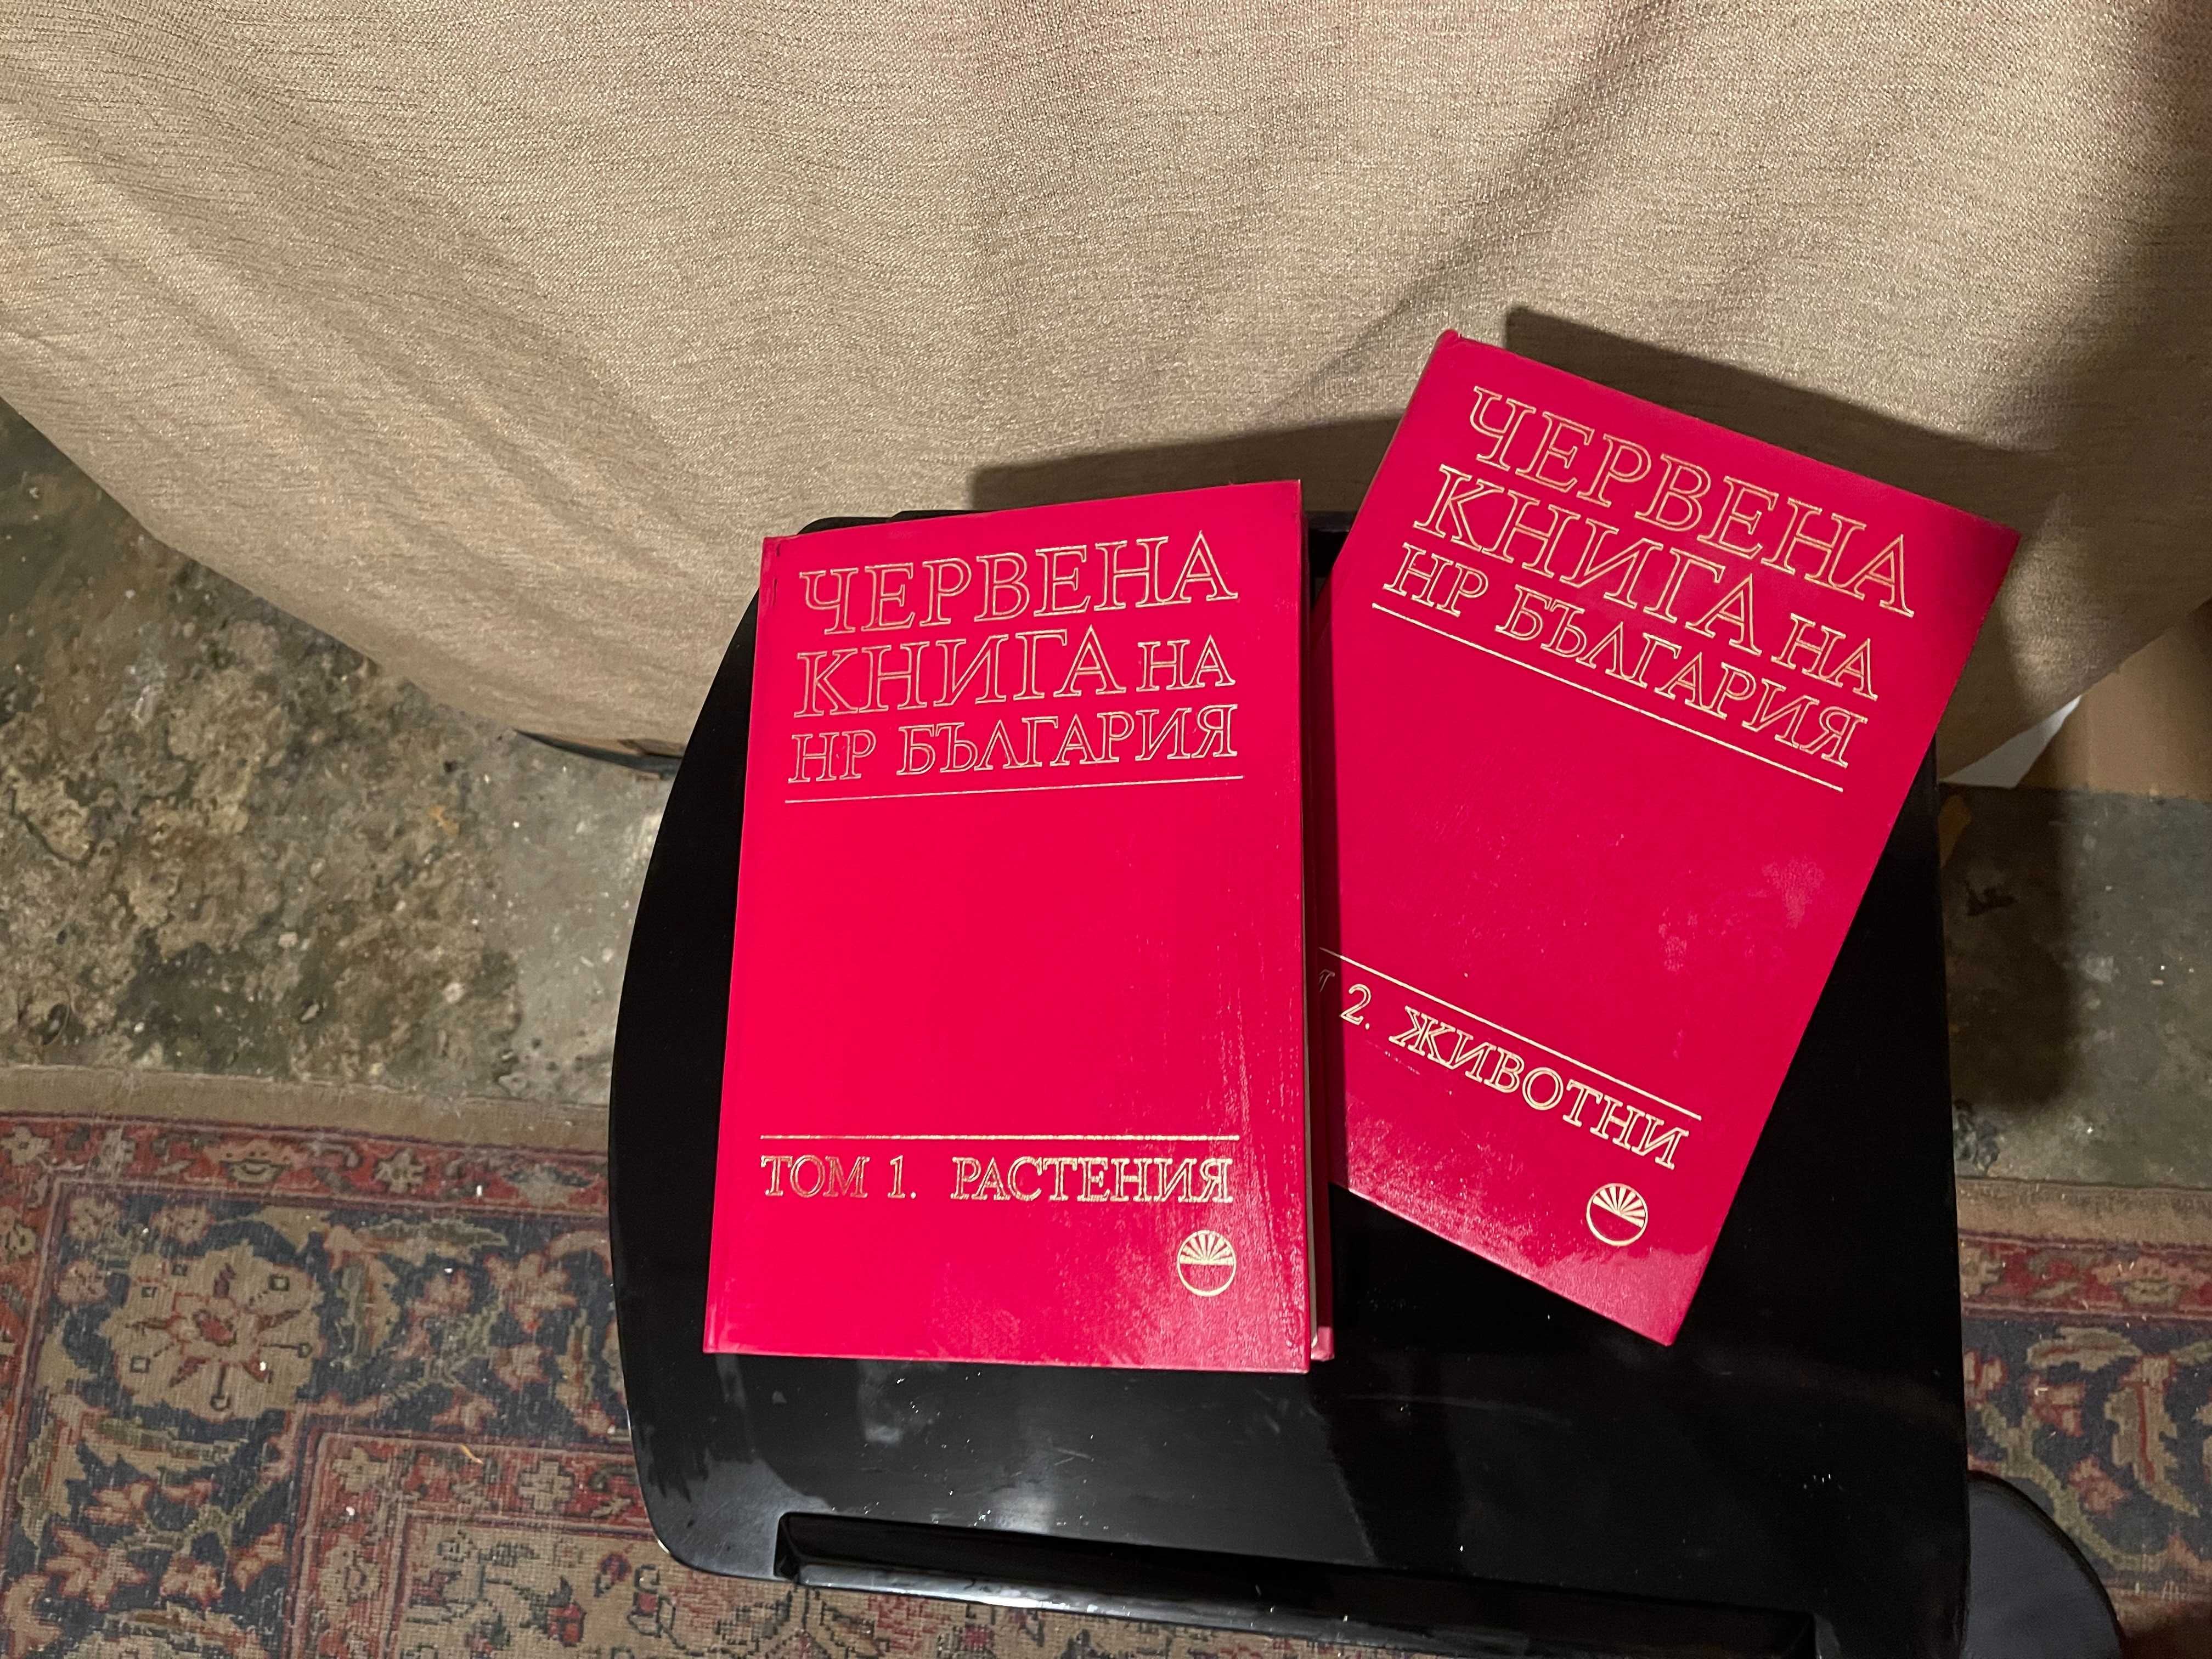 ЧЕРВЕНА
КНИГА НА
НР БЪЛГАРИЯ
ТОМ 1. РАСТЕНИЯ
ЧЕРВЕНА
КНИГА НА
НР БЪЛГАРИЯ
2. ЖИВОТНИ